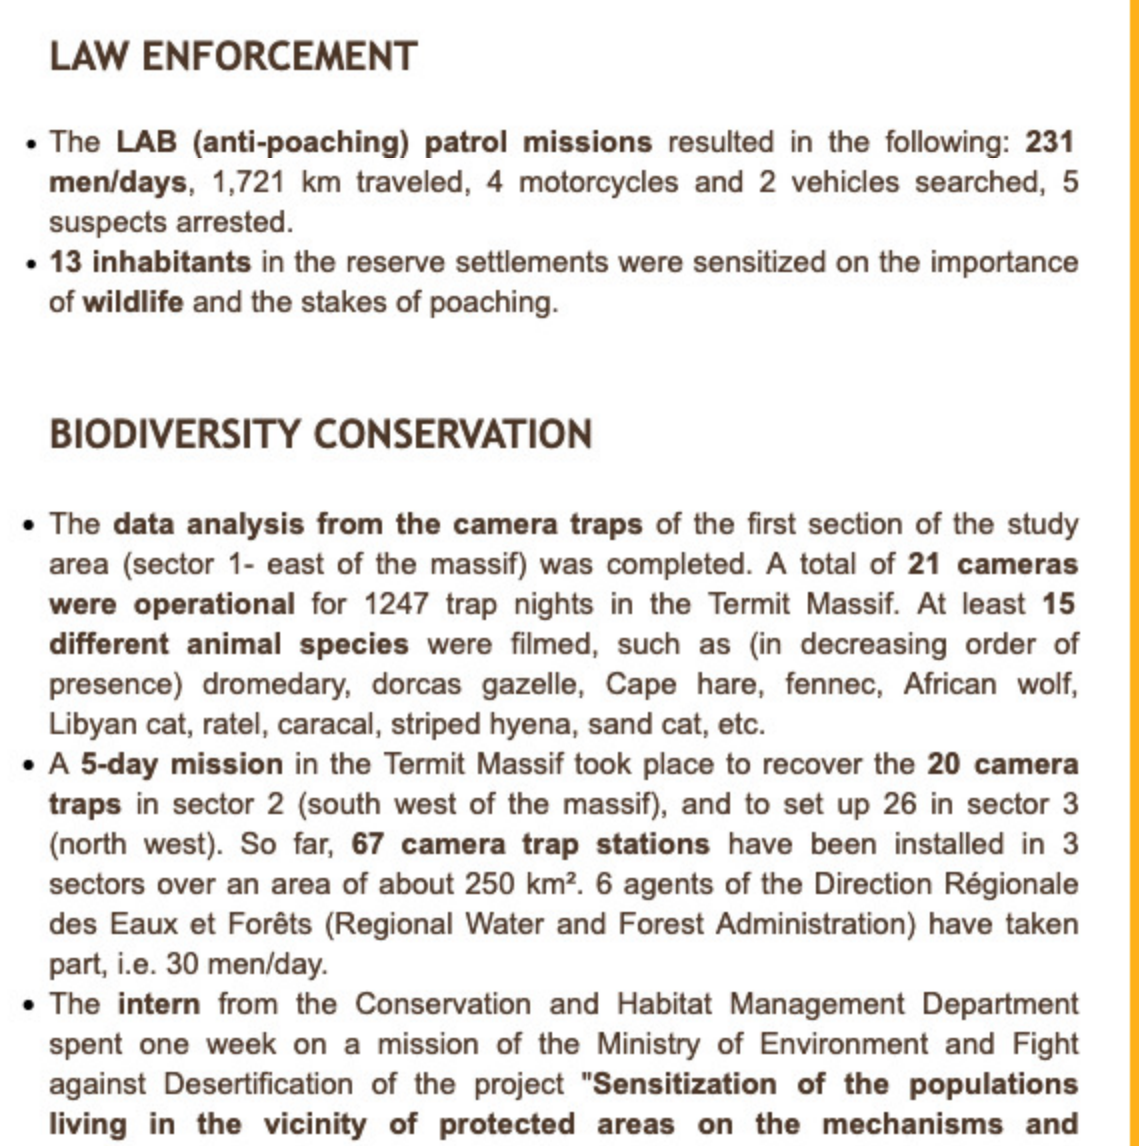 LAW ENFORCEMENT
• The LAB (anti-poaching) patrol missions resulted in the following: 231
men/days, 1,721 km traveled, 4 motorcycles and 2 vehicles searched, 5
suspects arrested.
• 13 inhabitants in the reserve settlements were sensitized on the importance
of wildlife and the stakes of poaching.
BIODIVERSITY CONSERVATION
• The data analysis from the camera traps of the first section of the study
area (sector 1- east of the massif) was completed. A total of 21 cameras
were operational for 1247 trap nights in the Termit Massif. At least 15
different animal species were filmed, such as (in decreasing order of
presence) dromedary, dorcas gazelle, Cape hare, fennec, African wolf,
Libyan cat, ratel, caracal, striped hyena, sand cat, etc.
• A 5-day mission in the Termit Massif took place to recover the 20 camera
traps in sector 2 (south west of the massif), and to set up 26 in sector 3
(north west). So far, 67 camera trap stations have been installed in 3
sectors over an area of about 250 km². 6 agents of the Direction Régionale
des Eaux et Forêts (Regional Water and Forest Administration) have taken
part, i.e. 30 men/day.
• The intern from the Conservation and Habitat Management Department
spent one week on a mission of the Ministry of Environment and Fight
against Desertification of the project "Sensitization of the populations
living in the vicinity of protected areas on the mechanisms and